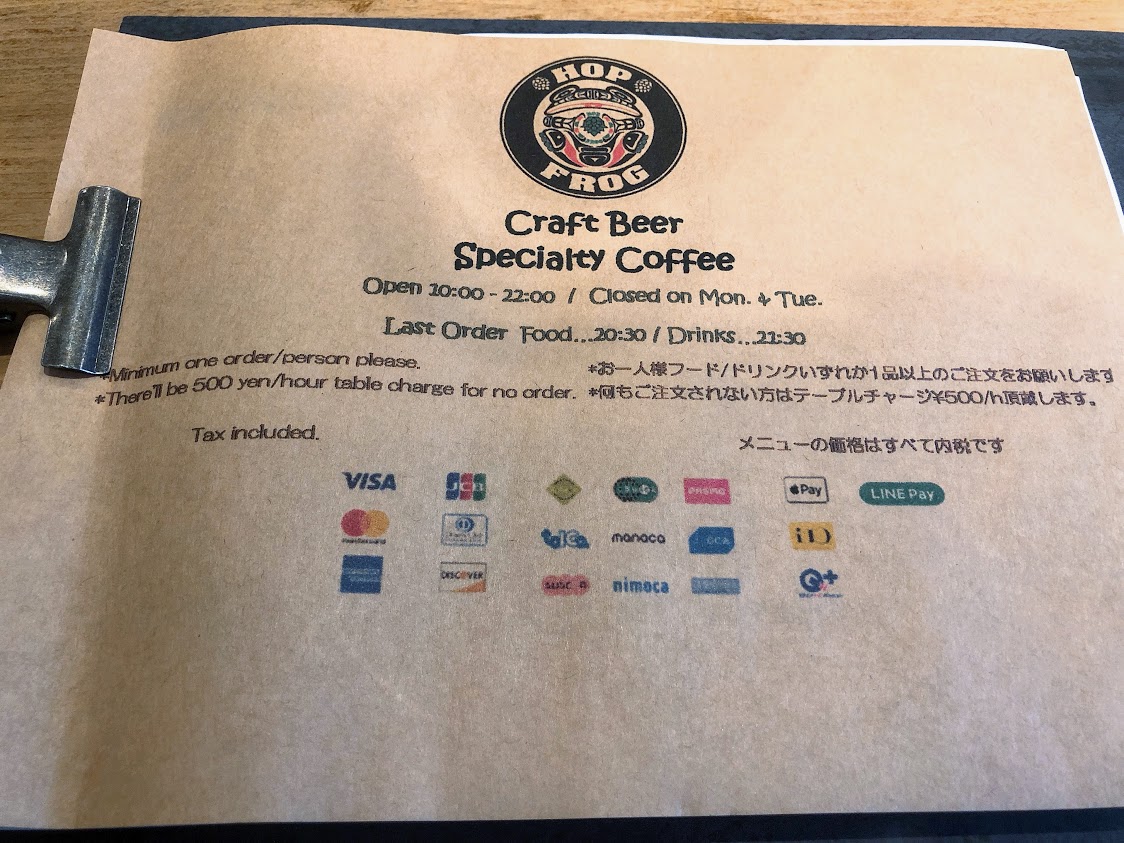 HOP
FROG
Craft Beer
Specialty Coffee
Open 10:00 - 22:00 / Closed on Mon. & Tue.
Last Order Food...20:30 / Drinks...21:30
*Minimum one order/person please.
*There'll be 500 yen/hour table charge for no order.
*お一人様フード/ドリンクいずれか1品以上のご注文をお願いします
*何もご注文されない方はテーブルチャージ¥500/h頂戴します。
Tax included.
メニューの価格はすべて内税です
VISA JCB PASMO Pay LINE Pay
mastercard manaca iD
DISCOVER nimoca